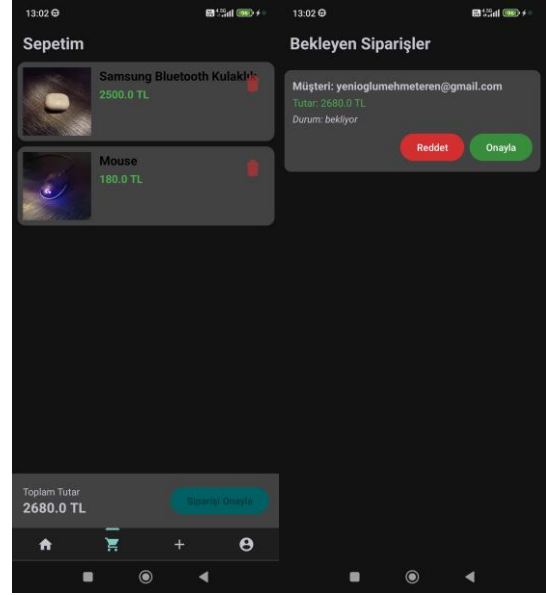 13:02
Sepetim
Samsung Bluetooth Kulaklık
2500.0 TL
Mouse
180.0 TL
Toplam Tutar
2680.0 TL
Siparişi Onayla
13:02
Bekleyen Siparişler
Müşteri: yenioglumehmeteren@gmail.com
Tutar: 2680.0 TL
Durum: bekliyor
Reddet
Onayla